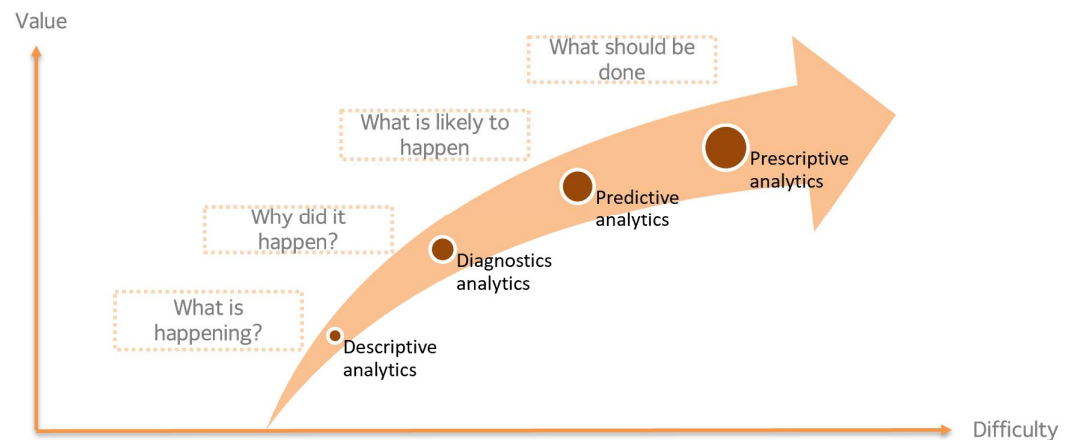 Value
What should be
done
What is likely to
happen
Prescriptive
analytics
Predictive
analytics
Why did it
happen?
Diagnostics
analytics
What is
happening?
Descriptive
analytics
Difficulty